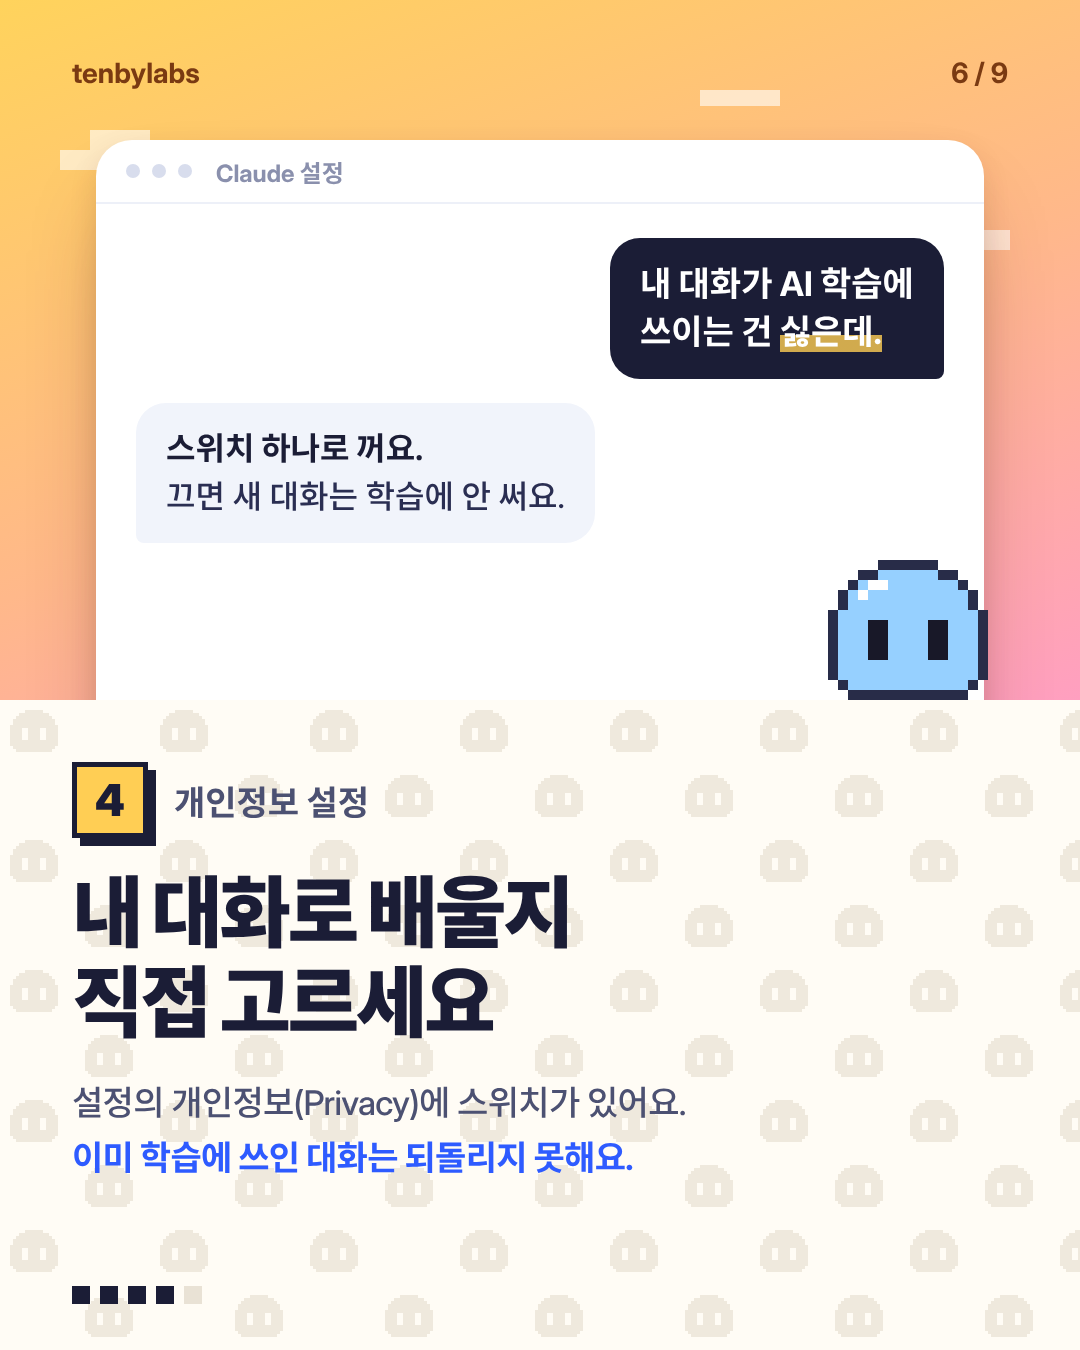 tenbylabs
6 / 9
Claude 설정
내 대화가 AI 학습에
쓰이는 건 싫은데.
스위치 하나로 꺼요.
끄면 새 대화는 학습에 안 써요.
4
개인정보 설정
내 대화로 배울지
직접 고르세요
설정의 개인정보(Privacy)에 스위치가 있어요.
이미 학습에 쓰인 대화는 되돌리지 못해요.